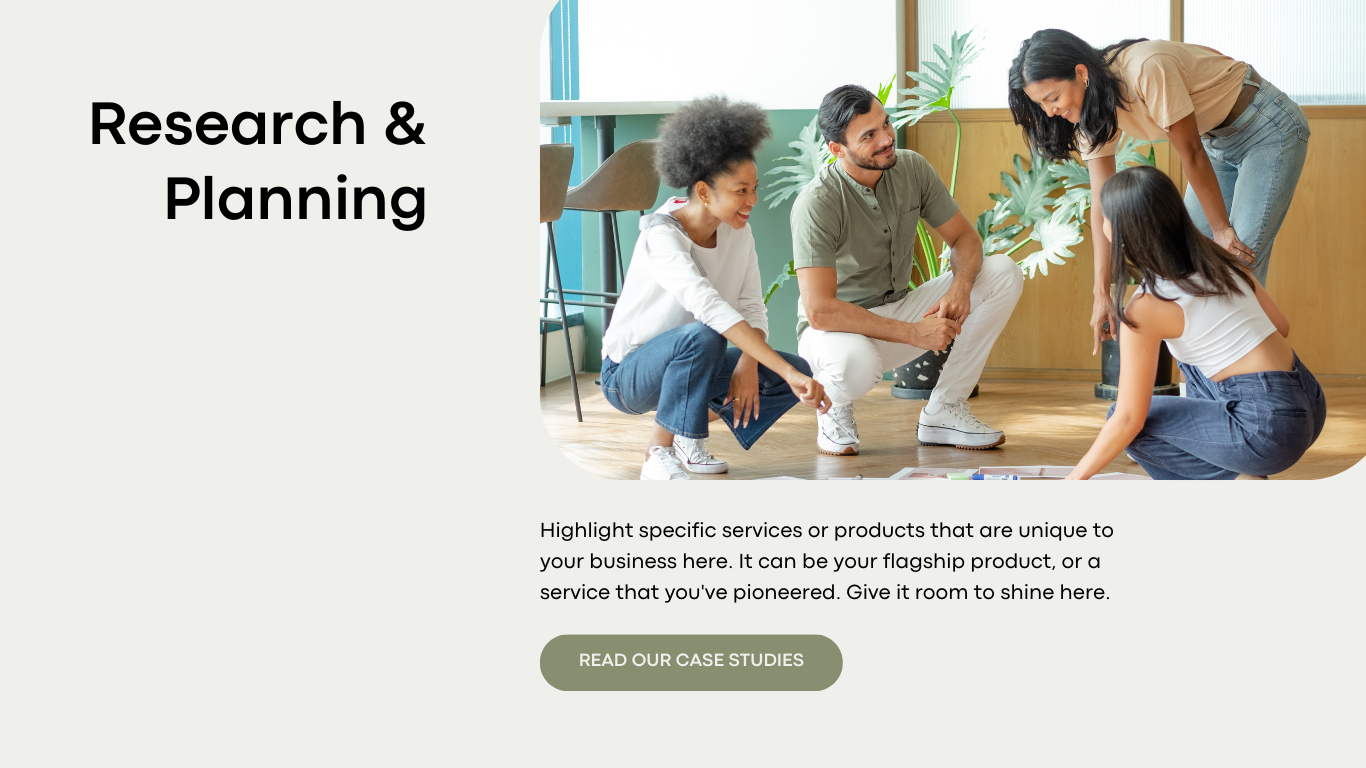 Research &
Planning
Highlight specific services or products that are unique to
your business here. It can be your flagship product, or a
service that you've pioneered. Give it room to shine here.
READ OUR CASE STUDIES